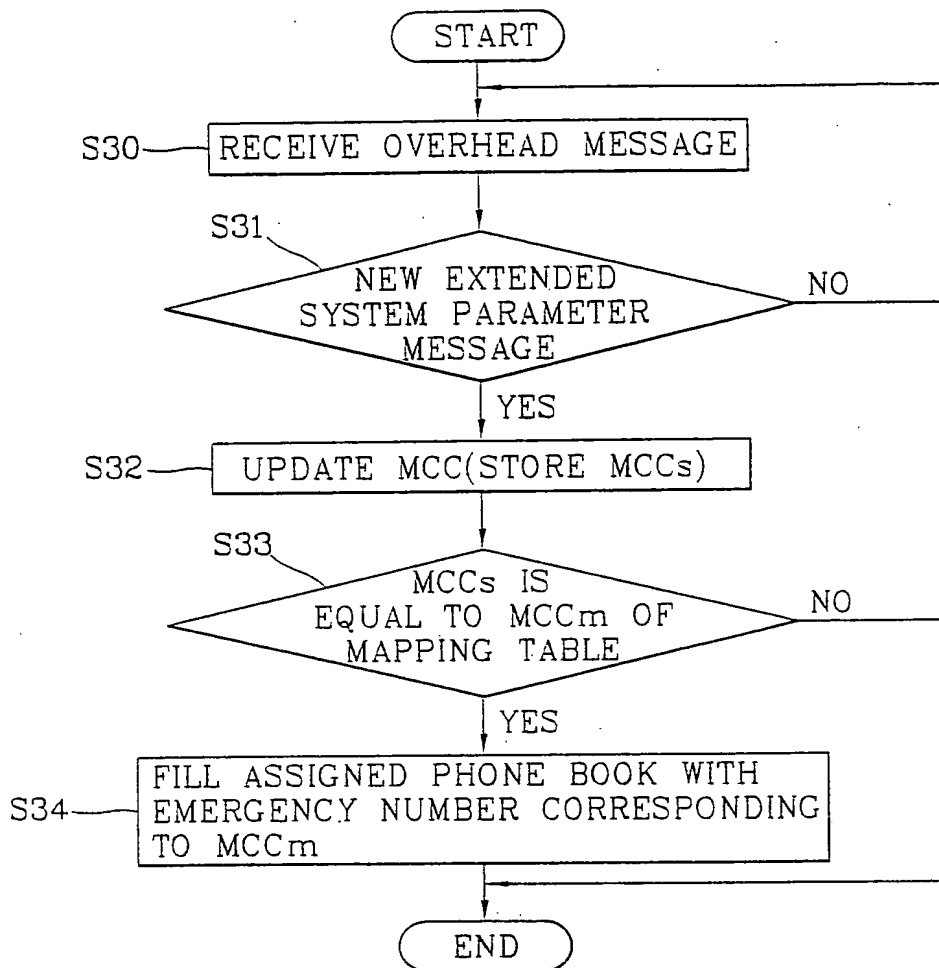 START
S30
RECEIVE OVERHEAD MESSAGE
S31
NEW EXTENDED
SYSTEM PARAMETER
MESSAGE
NO
YES
S32
UPDATE MCC(STORE MCCs)
S33
MCCs IS
EQUAL TO MCCm OF
MAPPING TABLE
NO
YES
S34
FILL ASSIGNED PHONE BOOK WITH
EMERGENCY NUMBER CORRESPONDING
TO MCCm
END